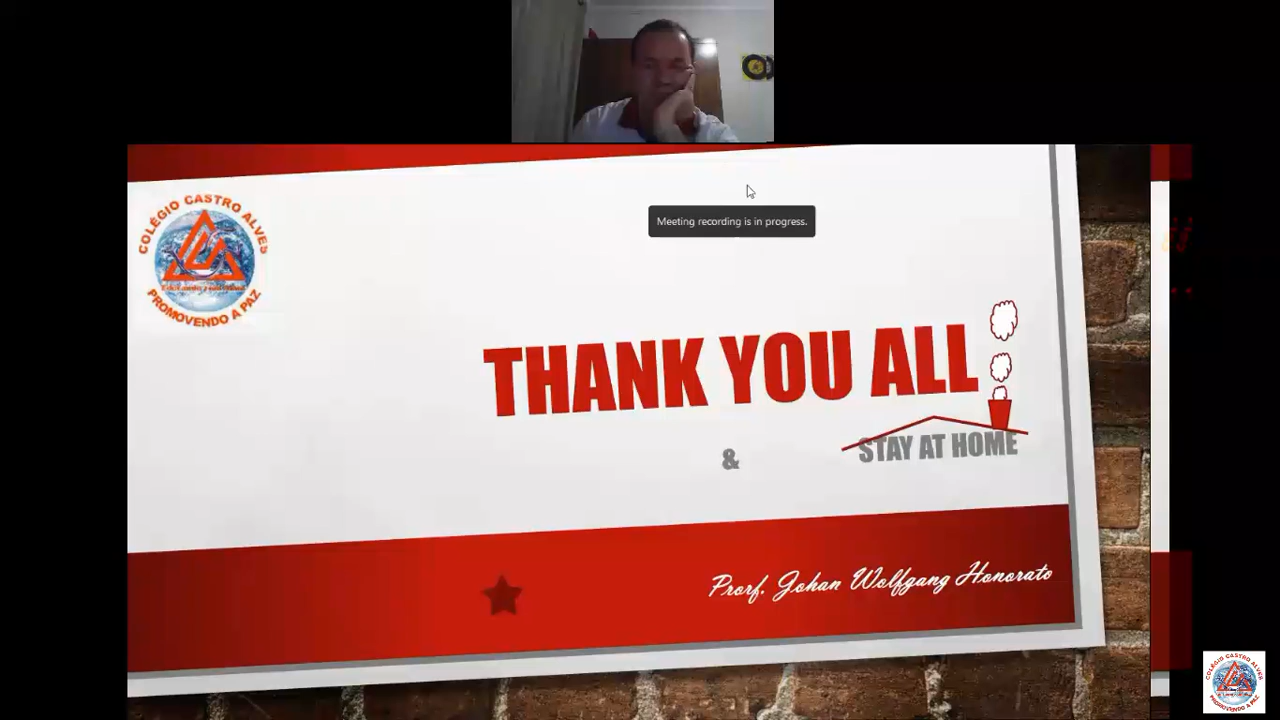 Meeting recording is in progress.
COLÉGIO CASTRO ALVES
PROMOVENDO A PAZ
THANK YOU ALL
& STAY AT HOME
Prorf. Johan Wolfgang Honorato
COLÉGIO CASTRO ALVES
PROMOVENDO A PAZ